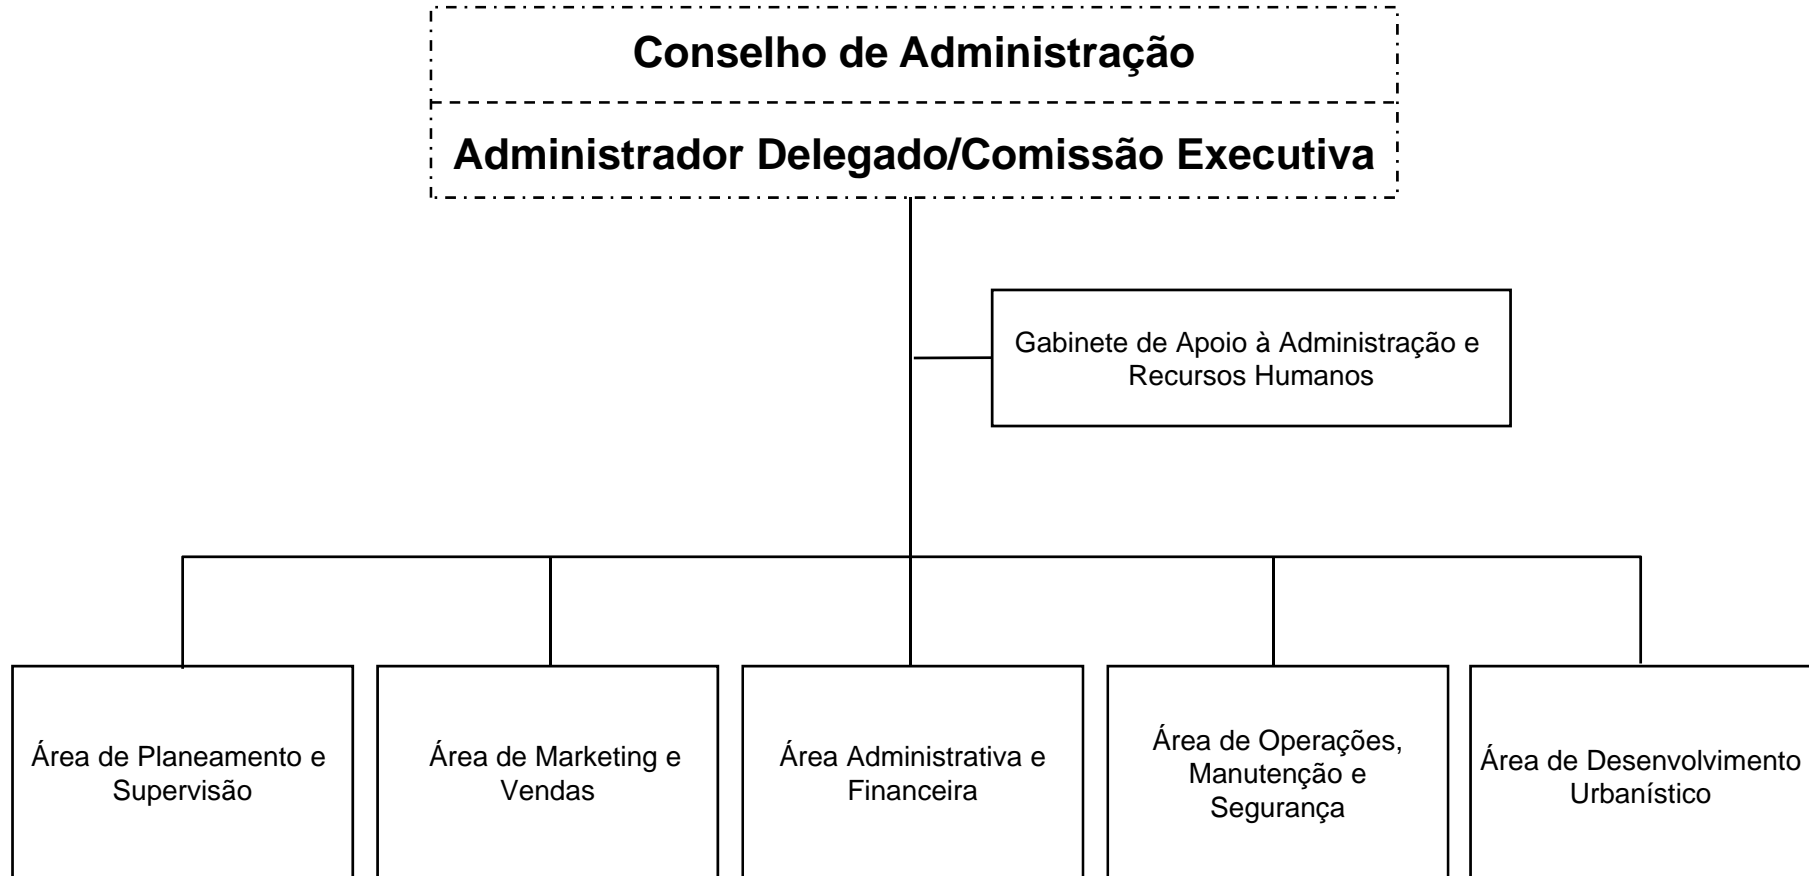 Conselho de Administração
Administrador Delegado/Comissão Executiva
Gabinete de Apoio à Administração e
Recursos Humanos
Área de Planeamento e
Supervisão
Área de Marketing e
Vendas
Área Administrativa e
Financeira
Área de Operações,
Manutenção e
Segurança
Área de Desenvolvimento
Urbanístico